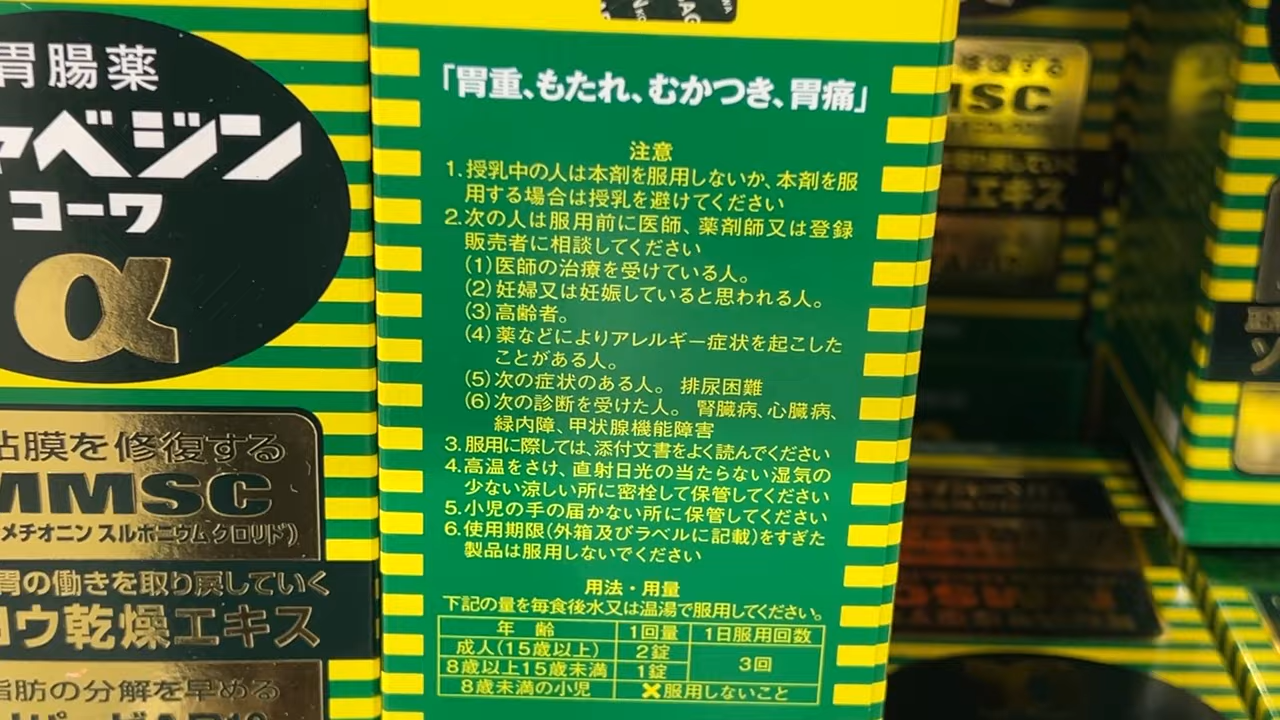 胃腸薬
ャベジン
コーワ
α
粘膜を修復する
MMSC
メチオニン スルホニウム クロリド)
胃の働きを取り戻していく
ヨウ乾燥エキス
脂肪の分解を早める
「胃重、もたれ、むかつき、胃痛」
注意
1.授乳中の人は本剤を服用しないか、本剤を服
用する場合は授乳を避けてください
2.次の人は服用前に医師、薬剤師又は登録
販売者に相談してください
(1)医師の治療を受けている人。
(2)妊婦又は妊娠していると思われる人。
(3)高齢者。
(4)薬などによりアレルギー症状を起こした
ことがある人。
(5)次の症状のある人。 排尿困難
(6)次の診断を受けた人。 腎臓病、心臓病、
緑内障、甲状腺機能障害
3.服用に際しては、添付文書をよく読んでください
4.高温をさけ、直射日光の当たらない湿気の
少ない涼しい所に密栓して保管してください
5.小児の手の届かない所に保管してください
6.使用期限(外箱及びラベルに記載)をすぎた
製品は服用しないでください
用法・用量
下記の量を毎食後水又は温湯で服用してください。
年 齢 1回量 1日服用回数
成人(15歳以上) 2錠 3回
8歳以上15歳未満 1錠
8歳未満の小児 ✖服用しないこと
修復する
MSC
エキス